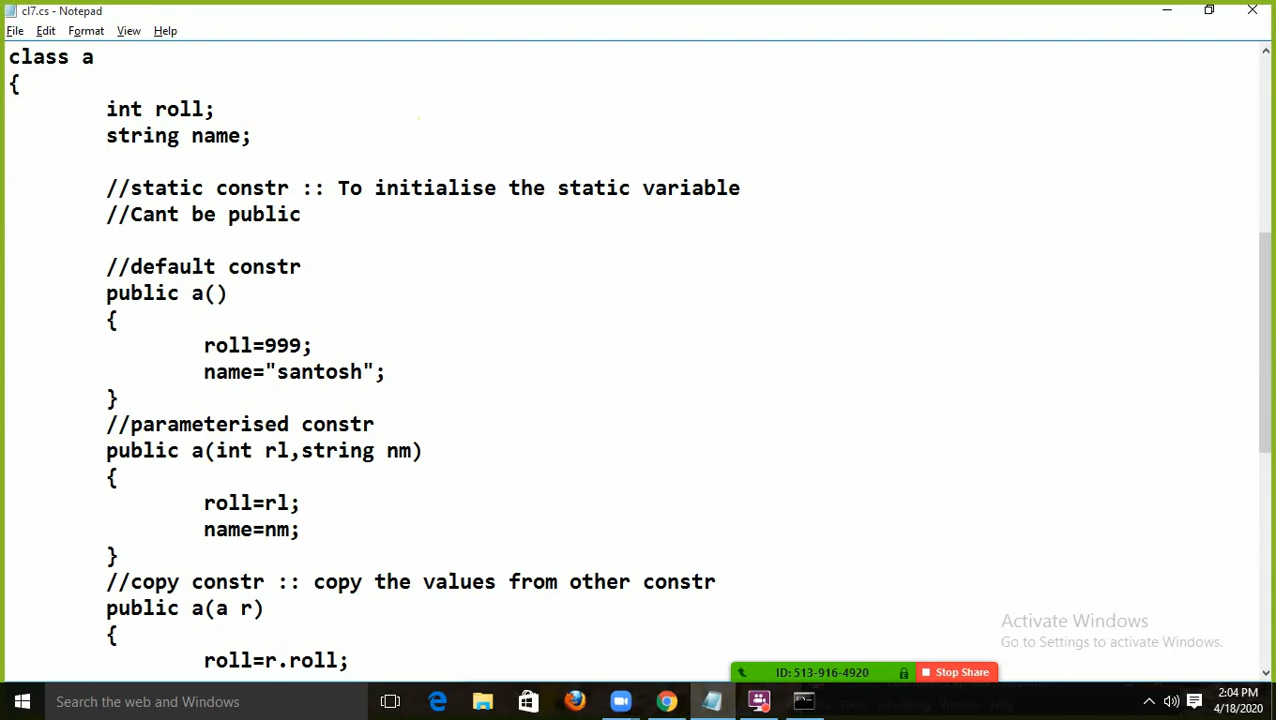 cl7.cs - Notepad
File Edit Format View Help
class a
{
int roll;
string name;
//static constr :: To initialise the static variable
//Cant be public
//default constr
public a()
{
roll=999;
name="santosh";
}
//parameterised constr
public a(int rl,string nm)
{
roll=rl;
name=nm;
}
//copy constr :: copy the values from other constr
public a(a r)
{
roll=r.roll;
Activate Windows
Go to Settings to activate Windows.
ID: 513-916-4920 Stop Share
Search the web and Windows
2:04 PM
4/18/2020